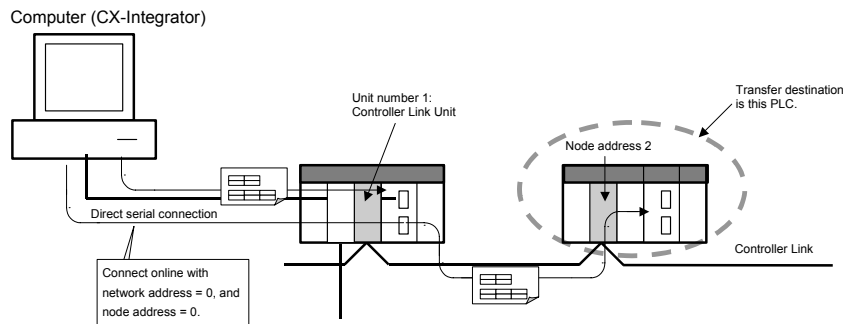 Computer (CX-Integrator)
Unit number 1:
Controller Link Unit
Transfer destination
is this PLC.
Node address 2
Direct serial connection
Controller Link
Connect online with
network address = 0, and
node address = 0.